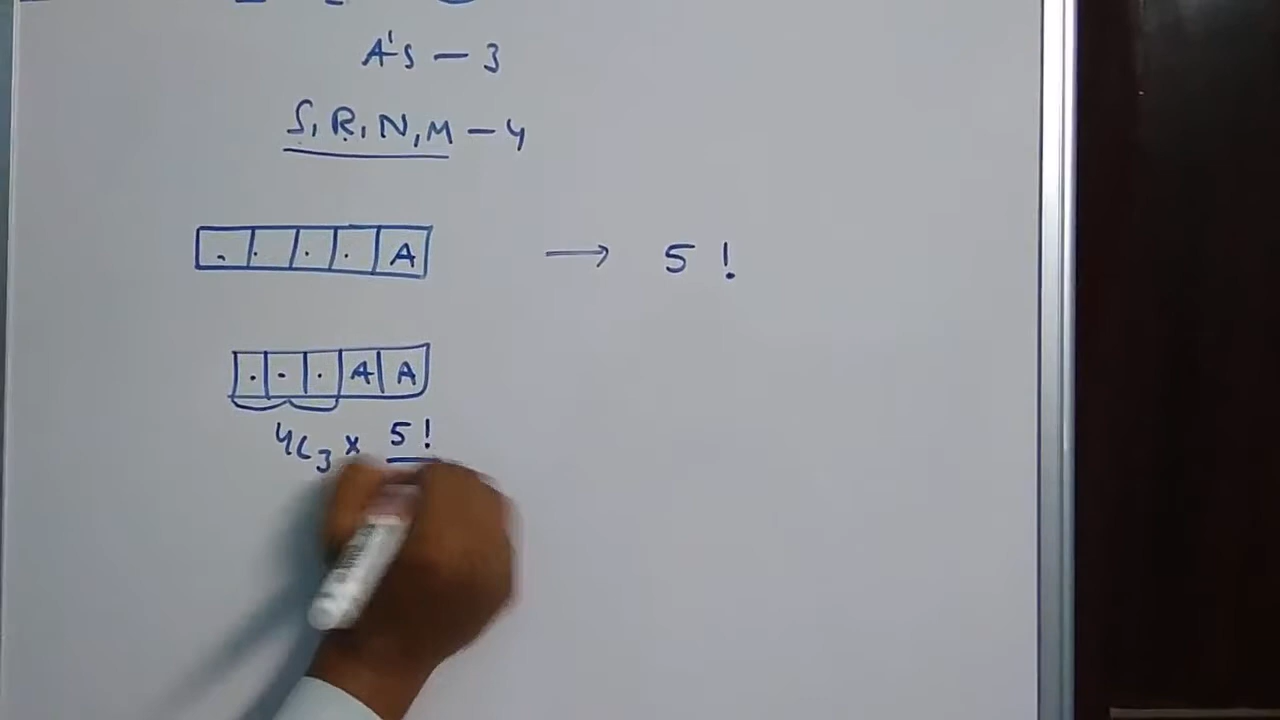 A's - 3
S, R, N, M - 4
. . . . A → 5 !
. . . A A
4C3 x 5 !